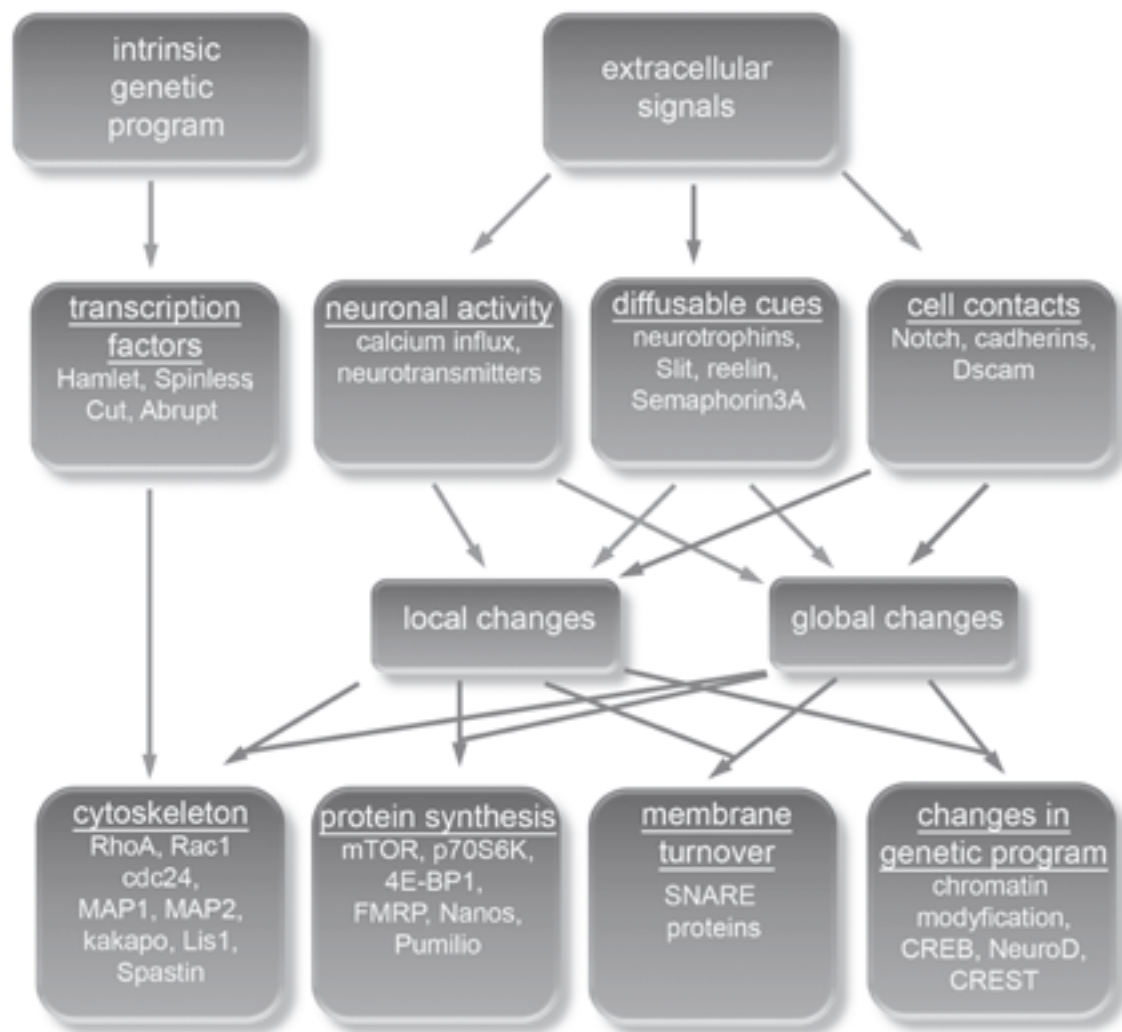 intrinsic
genetic
program
extracellular
signals
transcription
factors
Hamlet, Spinless,
Cut, Abrupt
neuronal activity
calcium influx,
neurotransmitters
diffusable cues
neurotrophins,
Slit, reelin,
Semaphorin3A
cell contacts
Notch, cadherins,
Dscam
local changes
global changes
cytoskeleton
RhoA, Rac1
cdc24,
MAP1, MAP2,
kakapo, Lis1,
Spastin
protein synthesis
mTOR, p70S6K,
4E-BP1,
FMRP, Nanos,
Pumilio
membrane
turnover
SNARE
proteins
changes in
genetic program
chromatin
modyfication,
CREB, NeuroD,
CREST